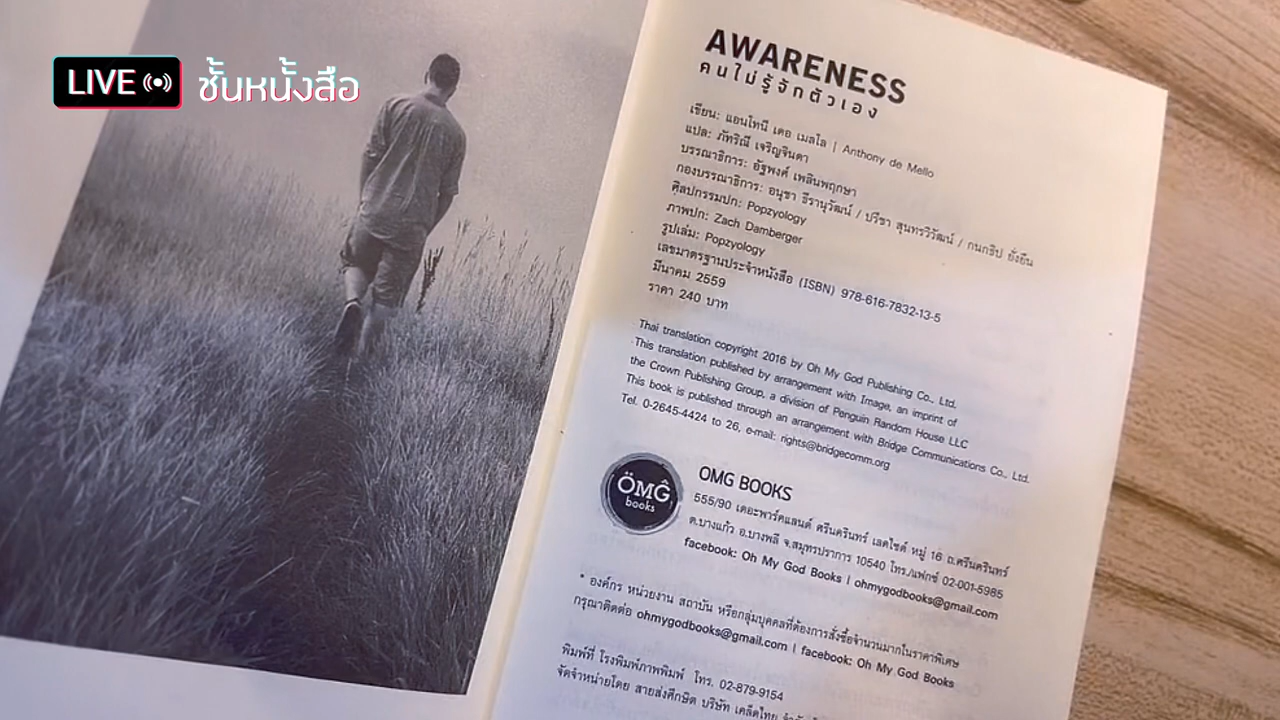 LIVE ชั้นหนั้งสือ
AWARENESS
คนไม่รู้จักตัวเอง
เขียน: แอนโทนี เดอ เมลโล | Anthony de Mello
แปล: ภัทริณี เจริญจินดา
บรรณาธิการ: อัฐพงศ์ เพลินพฤกษา
กองบรรณาธิการ: อนุชา ธีรานุวัฒน์ / ปรีชา สุนทรวิวัฒน์ / กนกธิป ยั่งยืน
ศิลปกรรมปก: Popzyology
ภาพปก: Zach Damberger
รูปเล่ม: Popzyology
เลขมาตรฐานประจำหนังสือ (ISBN) 978-616-7832-13-5
มีนาคม 2559
ราคา 240 บาท
Thai translation copyright 2016 by Oh My God Publishing Co., Ltd.
This translation published by arrangement with Image, an imprint of
the Crown Publishing Group, a division of Penguin Random House LLC
This book is published through an arrangement with Bridge Communications Co., Ltd.
Tel. 0-2645-4424 to 26, e-mail: rights@bridgecomm.org
ÖMĜ
books
OMG BOOKS
555/90 เดอะพาร์คแลนด์ ศรีนครินทร์ เลคไซด์ หมู่ 16 ถ.ศรีนครินทร์
ต.บางแก้ว อ.บางพลี จ.สมุทรปราการ 10540 โทร./แฟกซ์ 02-001-5985
facebook: Oh My God Books | ohmygodbooks@gmail.com
* องค์กร หน่วยงาน สถาบัน หรือกลุ่มบุคคลที่ต้องการสั่งซื้อจำนวนมากในราคาพิเศษ
กรุณาติดต่อ ohmygodbooks@gmail.com | facebook: Oh My God Books
พิมพ์ที่ โรงพิมพ์ภาพพิมพ์ โทร. 02-879-9154
จัดจำหน่ายโดย สายส่งศึกษิต บริษัท เคล็ดไทย